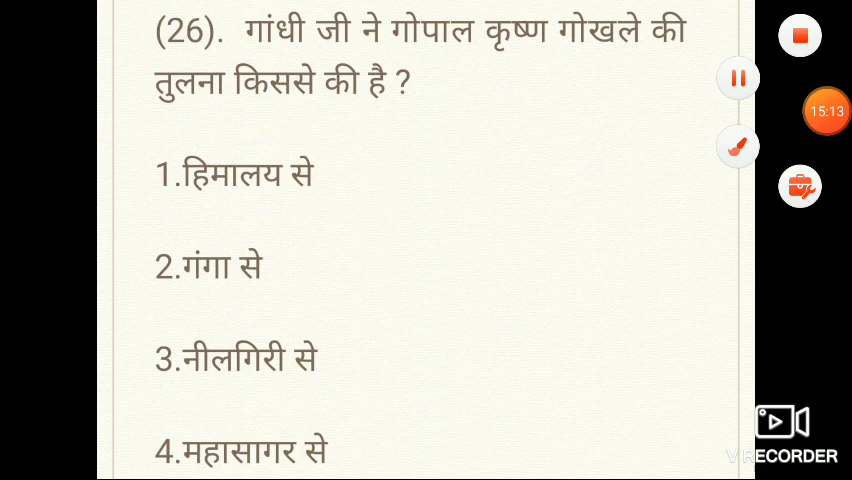 (26). गांधी जी ने गोपाल कृष्ण गोखले की
तुलना किससे की है ?
1.हिमालय से
2.गंगा से
3.नीलगिरी से
4.महासागर से
15:13
V RECORDER